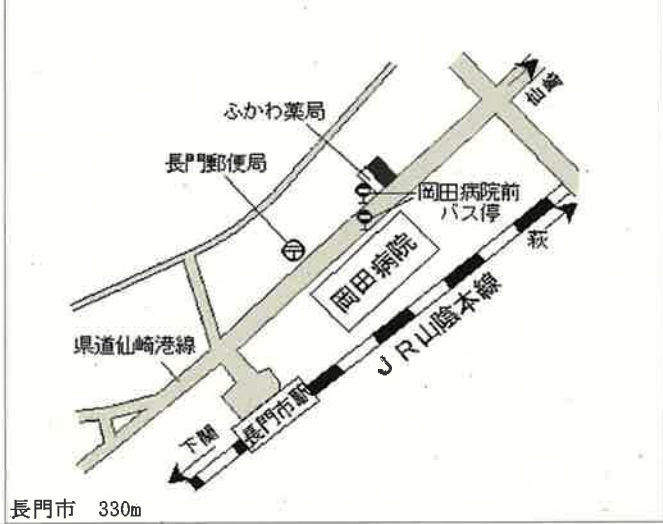 仙崎
ふかわ薬局
長門郵便局
岡田病院前
バス停
萩
岡田病院
JR山陰本線
県道仙崎港線
長門市駅
下関
長門市 330m